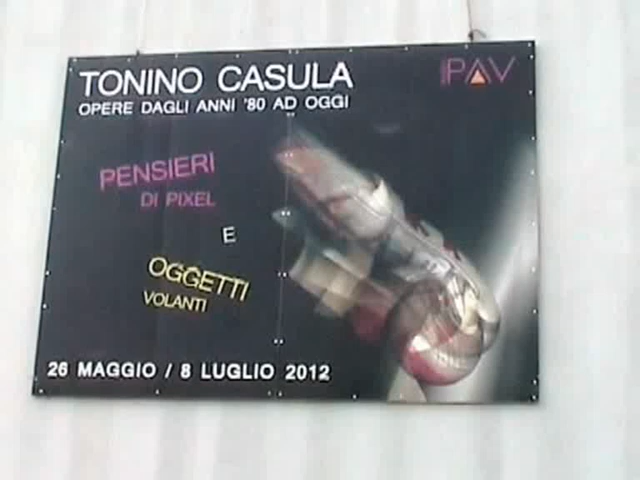 TONINO CASULA
OPERE DAGLI ANNI '80 AD OGGI
PAV
PENSIERI
DI PIXEL
E
OGGETTI
VOLANTI
26 MAGGIO / 8 LUGLIO 2012